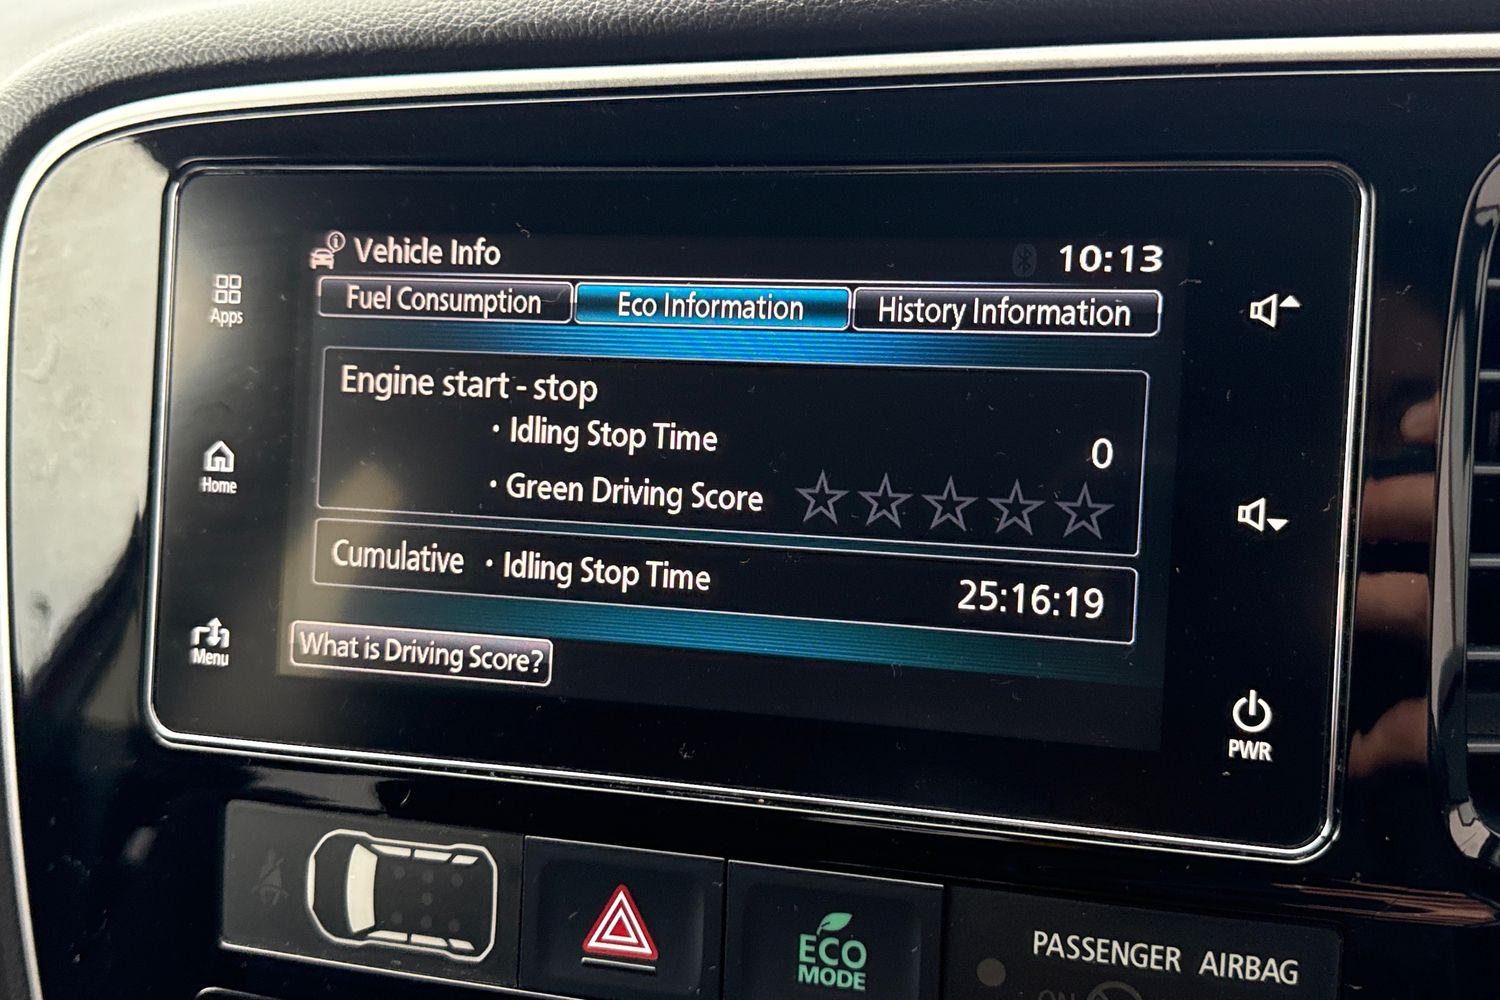 Vehicle Info 10:13
Fuel Consumption Eco Information History Information
Apps
Engine start - stop
・Idling Stop Time 0
・Green Driving Score
Home
Cumulative ・Idling Stop Time 25:16:19
What is Driving Score?
Menu
PWR
ECO
MODE
PASSENGER AIRBAG
ON